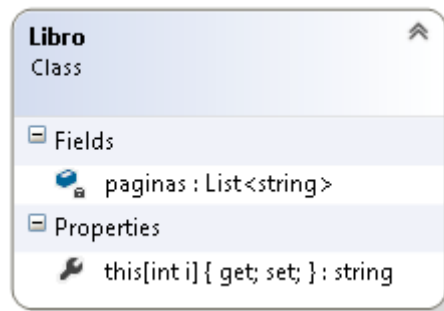 Libro
Class
Fields
paginas : List<string>
Properties
this[int i] { get; set; } : string